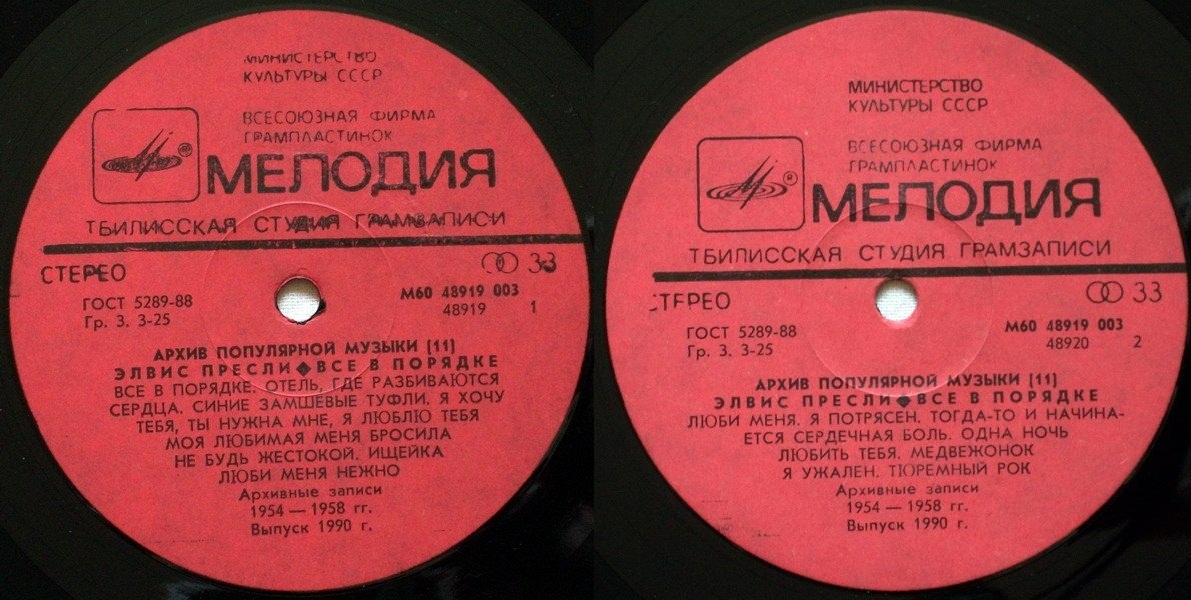 МИНИСТЕРСТВО
КУЛЬТУРЫ СССР
ВСЕСОЮЗНАЯ ФИРМА
ГРАМПЛАСТИНОК
®
МЕЛОДИЯ
ТБИЛИССКАЯ СТУДИЯ ГРАМЗАПИСИ
СТЕРЕО
33
ГОСТ 5289-88
Гр. 3. 3-25
М60 48919 003
48919 1
АРХИВ ПОПУЛЯРНОЙ МУЗЫКИ (11)
ЭЛВИС ПРЕСЛИ◆ВСЕ В ПОРЯДКЕ
ВСЕ В ПОРЯДКЕ. ОТЕЛЬ, ГДЕ РАЗБИВАЮТСЯ
СЕРДЦА. СИНИЕ ЗАМШЕВЫЕ ТУФЛИ. Я ХОЧУ
ТЕБЯ, ТЫ НУЖНА МНЕ, Я ЛЮБЛЮ ТЕБЯ
МОЯ ЛЮБИМАЯ МЕНЯ БРОСИЛА
НЕ БУДЬ ЖЕСТОКОЙ. ИЩЕЙКА
ЛЮБИ МЕНЯ НЕЖНО
Архивные записи
1954 — 1958 гг.
Выпуск 1990 г.
МИНИСТЕРСТВО
КУЛЬТУРЫ СССР
ВСЕСОЮЗНАЯ ФИРМА
ГРАМПЛАСТИНОК
®
МЕЛОДИЯ
ТБИЛИССКАЯ СТУДИЯ ГРАМЗАПИСИ
СТЕРЕО
33
ГОСТ 5289-88
Гр. 3. 3-25
М60 48919 003
48920 2
АРХИВ ПОПУЛЯРНОЙ МУЗЫКИ (11)
ЭЛВИС ПРЕСЛИ◆ВСЕ В ПОРЯДКЕ
ЛЮБИ МЕНЯ. Я ПОТРЯСЕН. ТОГДА-ТО И НАЧИНА-
ЕТСЯ СЕРДЕЧНАЯ БОЛЬ. ОДНА НОЧЬ
ЛЮБИТЬ ТЕБЯ. МЕДВЕЖОНОК
Я УЖАЛЕН. ТЮРЕМНЫЙ РОК
Архивные записи
1954 — 1958 гг.
Выпуск 1990 г.